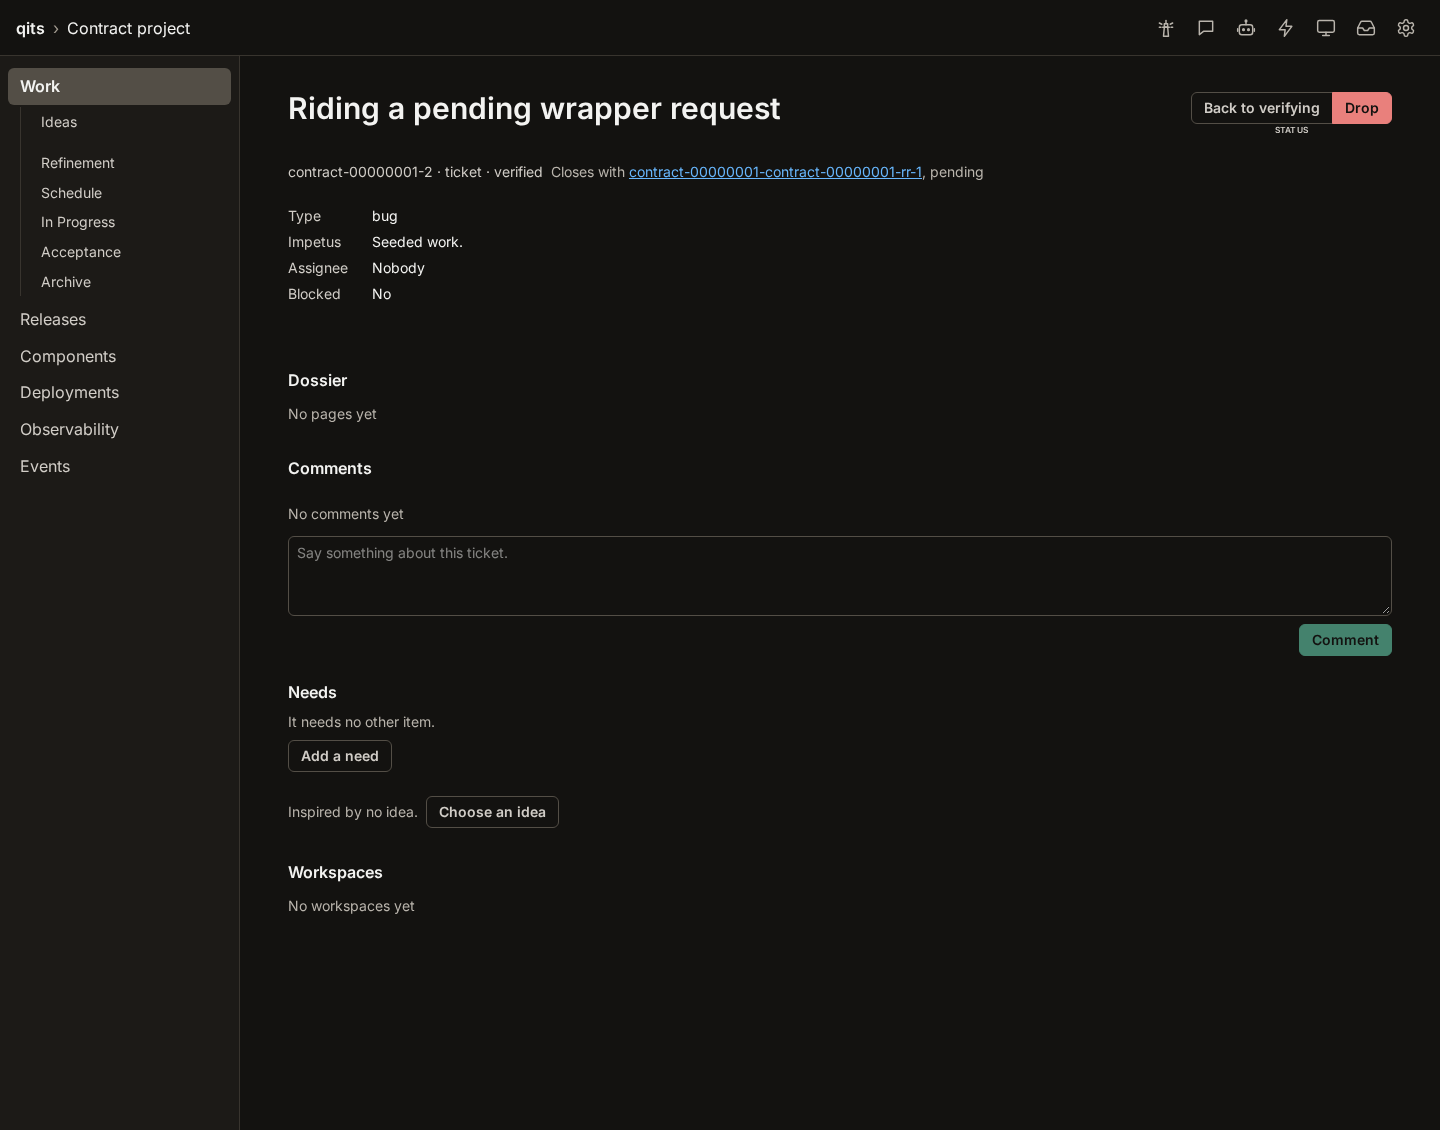 qits › Contract project
Work
Ideas
Refinement
Schedule
In Progress
Acceptance
Archive
Releases
Components
Deployments
Observability
Events
Riding a pending wrapper request
Back to verifying
Drop
STATUS
contract-00000001-2 · ticket · verified Closes with contract-00000001-contract-00000001-rr-1, pending
Type bug
Impetus Seeded work.
Assignee Nobody
Blocked No
Dossier
No pages yet
Comments
No comments yet
Say something about this ticket.
Comment
Needs
It needs no other item.
Add a need
Inspired by no idea. Choose an idea
Workspaces
No workspaces yet